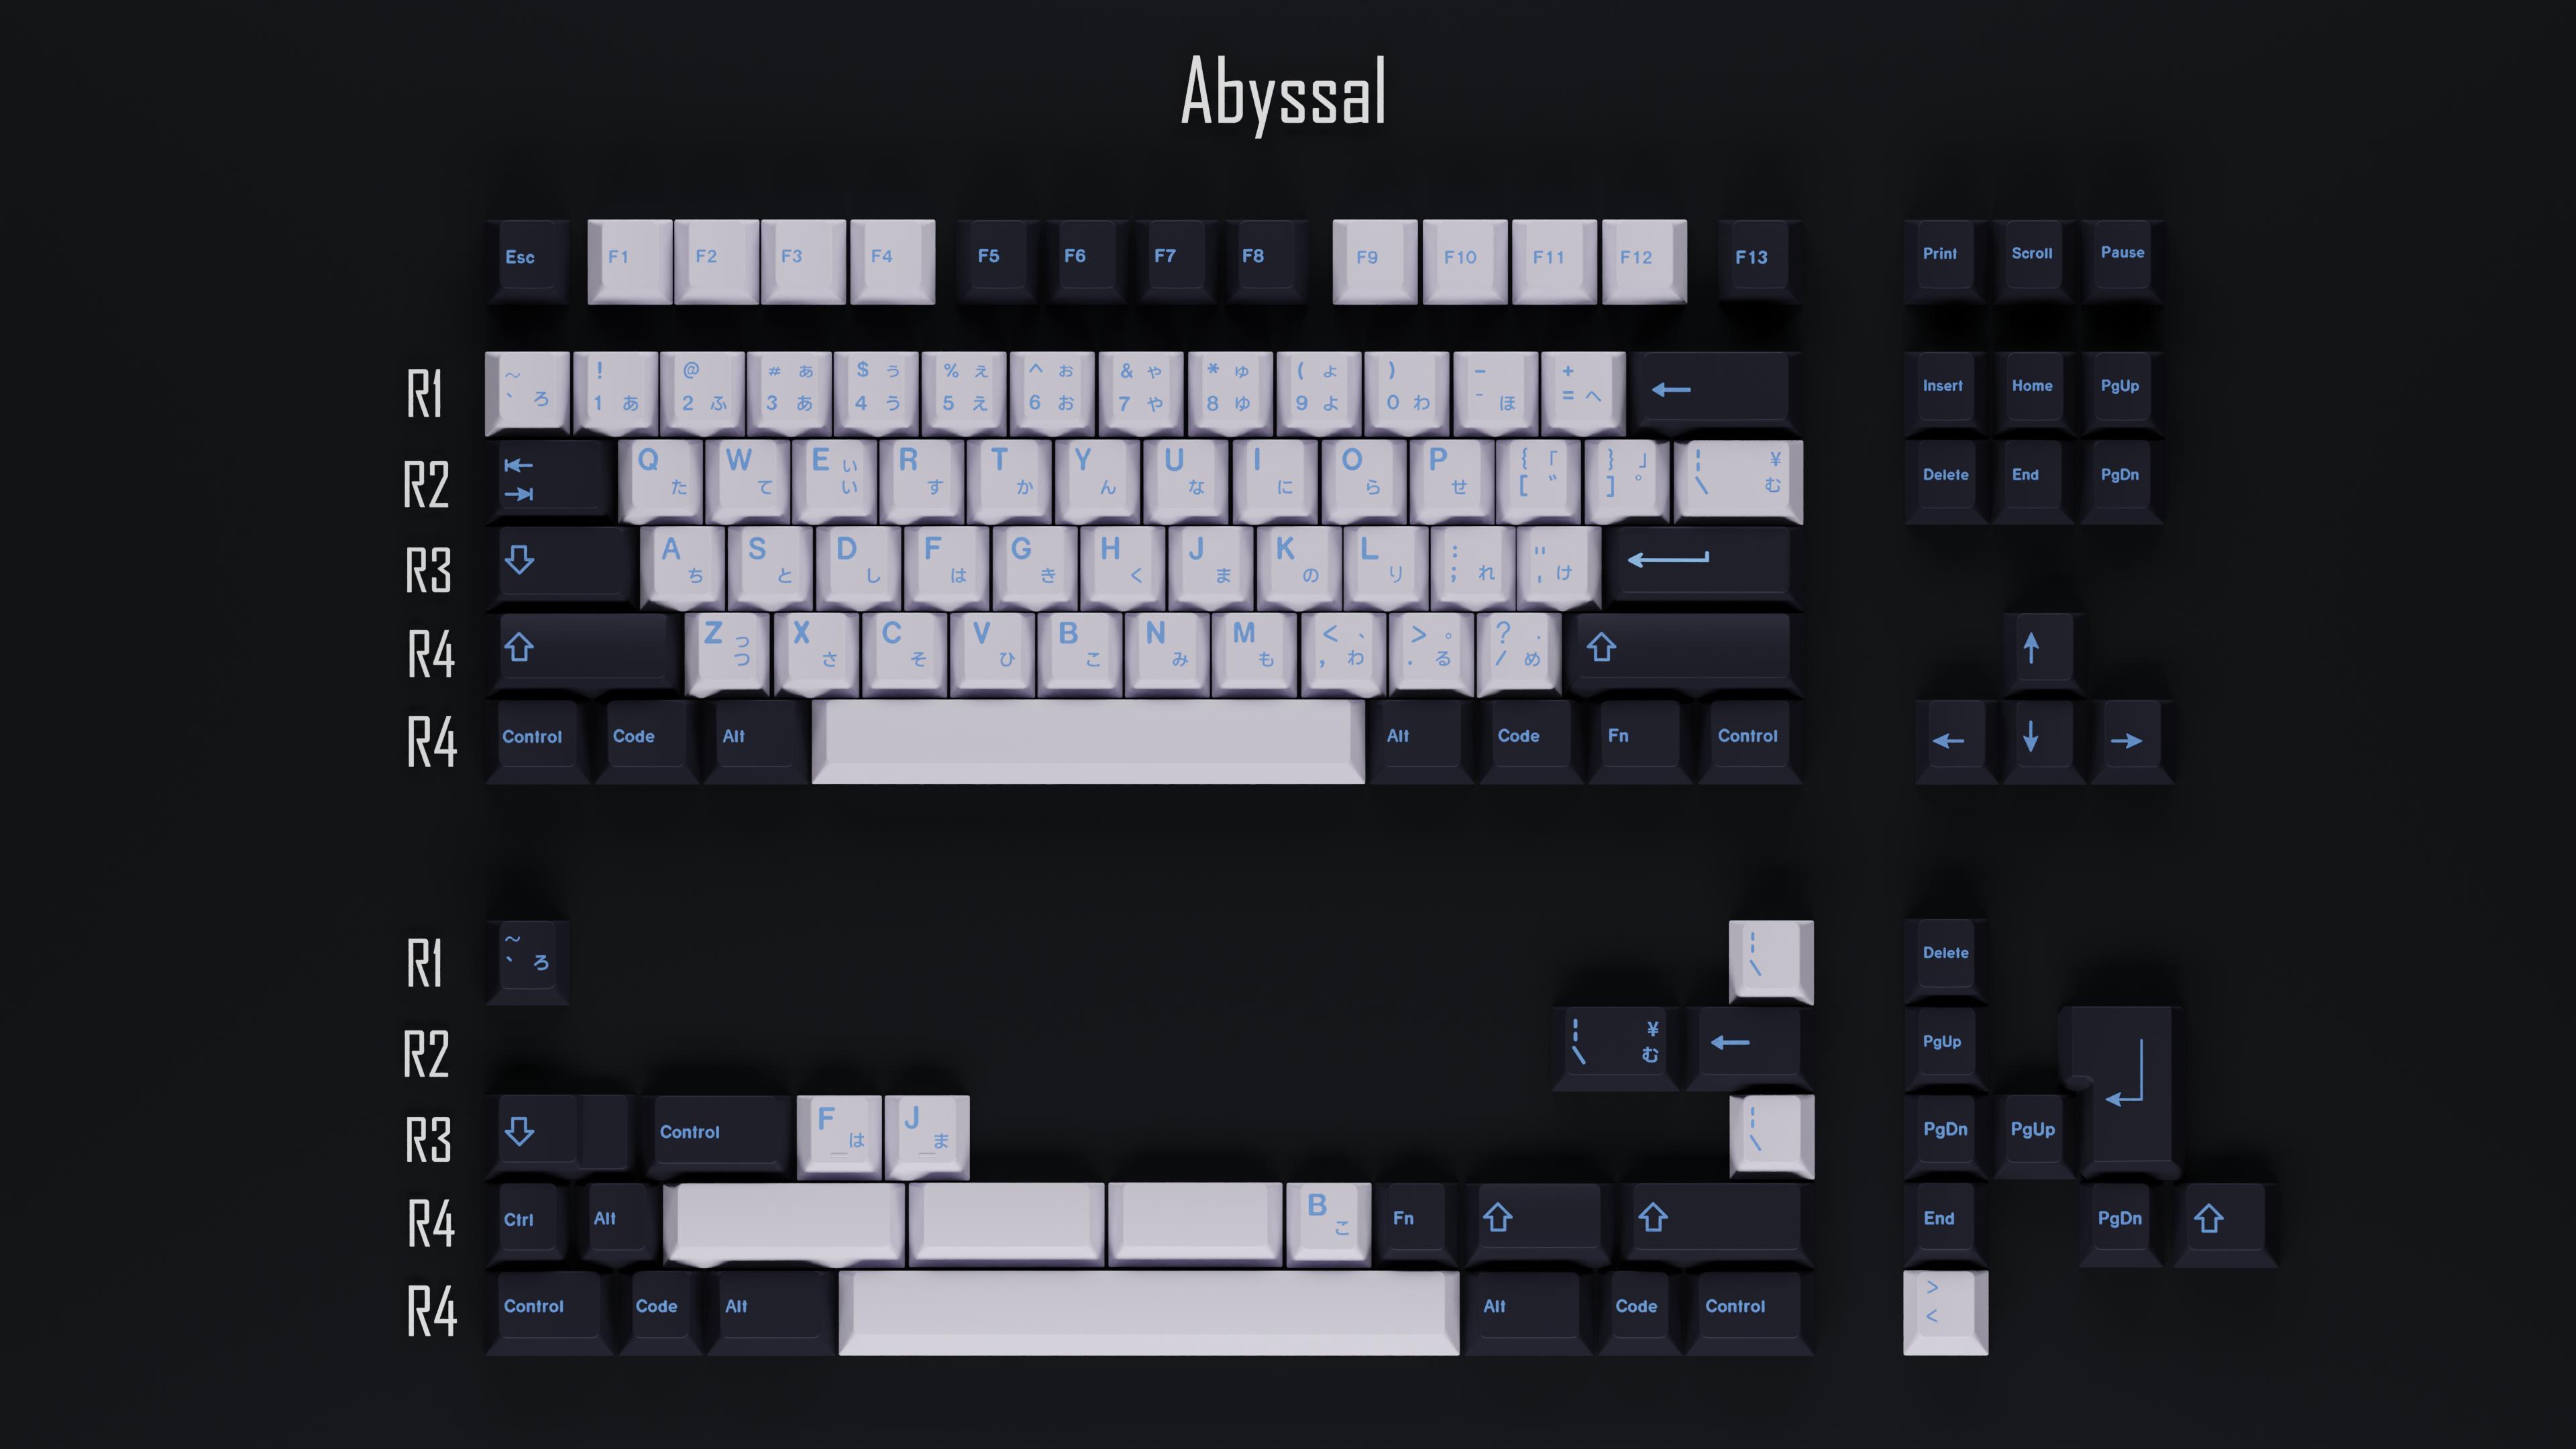 Abyssal
Esc F1 F2 F3 F4 F5 F6 F7 F8 F9 F10 F11 F12 F13 Print Scroll Pause
R1 ~ ` ろ ! 1 あ @ 2 ふ # あ 3 あ $ う 4 う % え 5 え ^ お 6 お & や 7 や * ゆ 8 ゆ ( よ 9 よ ) 0 わ - - ほ + = へ ← Insert Home PgUp
R2 ⇤ ⇥ Q た W て E い い R す T か Y ん U な I に O ら P せ { 「 [ ゛ } 」 ] ゜ ¦ ¥ \ む Delete End PgDn
R3 ⇩ A ち S と D し F は G き H く J ま K の L り : ; れ " ' け ↵
R4 ⇧ Z っ つ X さ C そ V ひ B こ N み M も < 、 , わ > 。 . る ? ・ / め ⇧ ↑
R4 Control Code Alt Alt Code Fn Control ← ↓ →
R1 ~ ` ろ ¦ \ Delete
R2 ¦ ¥ \ む ← PgUp ↵
R3 ⇩ Control F は _ J ま _ ¦ \ PgDn PgUp
R4 Ctrl Alt B こ Fn ⇧ ⇧ End PgDn ⇧
R4 Control Code Alt Alt Code Control > <